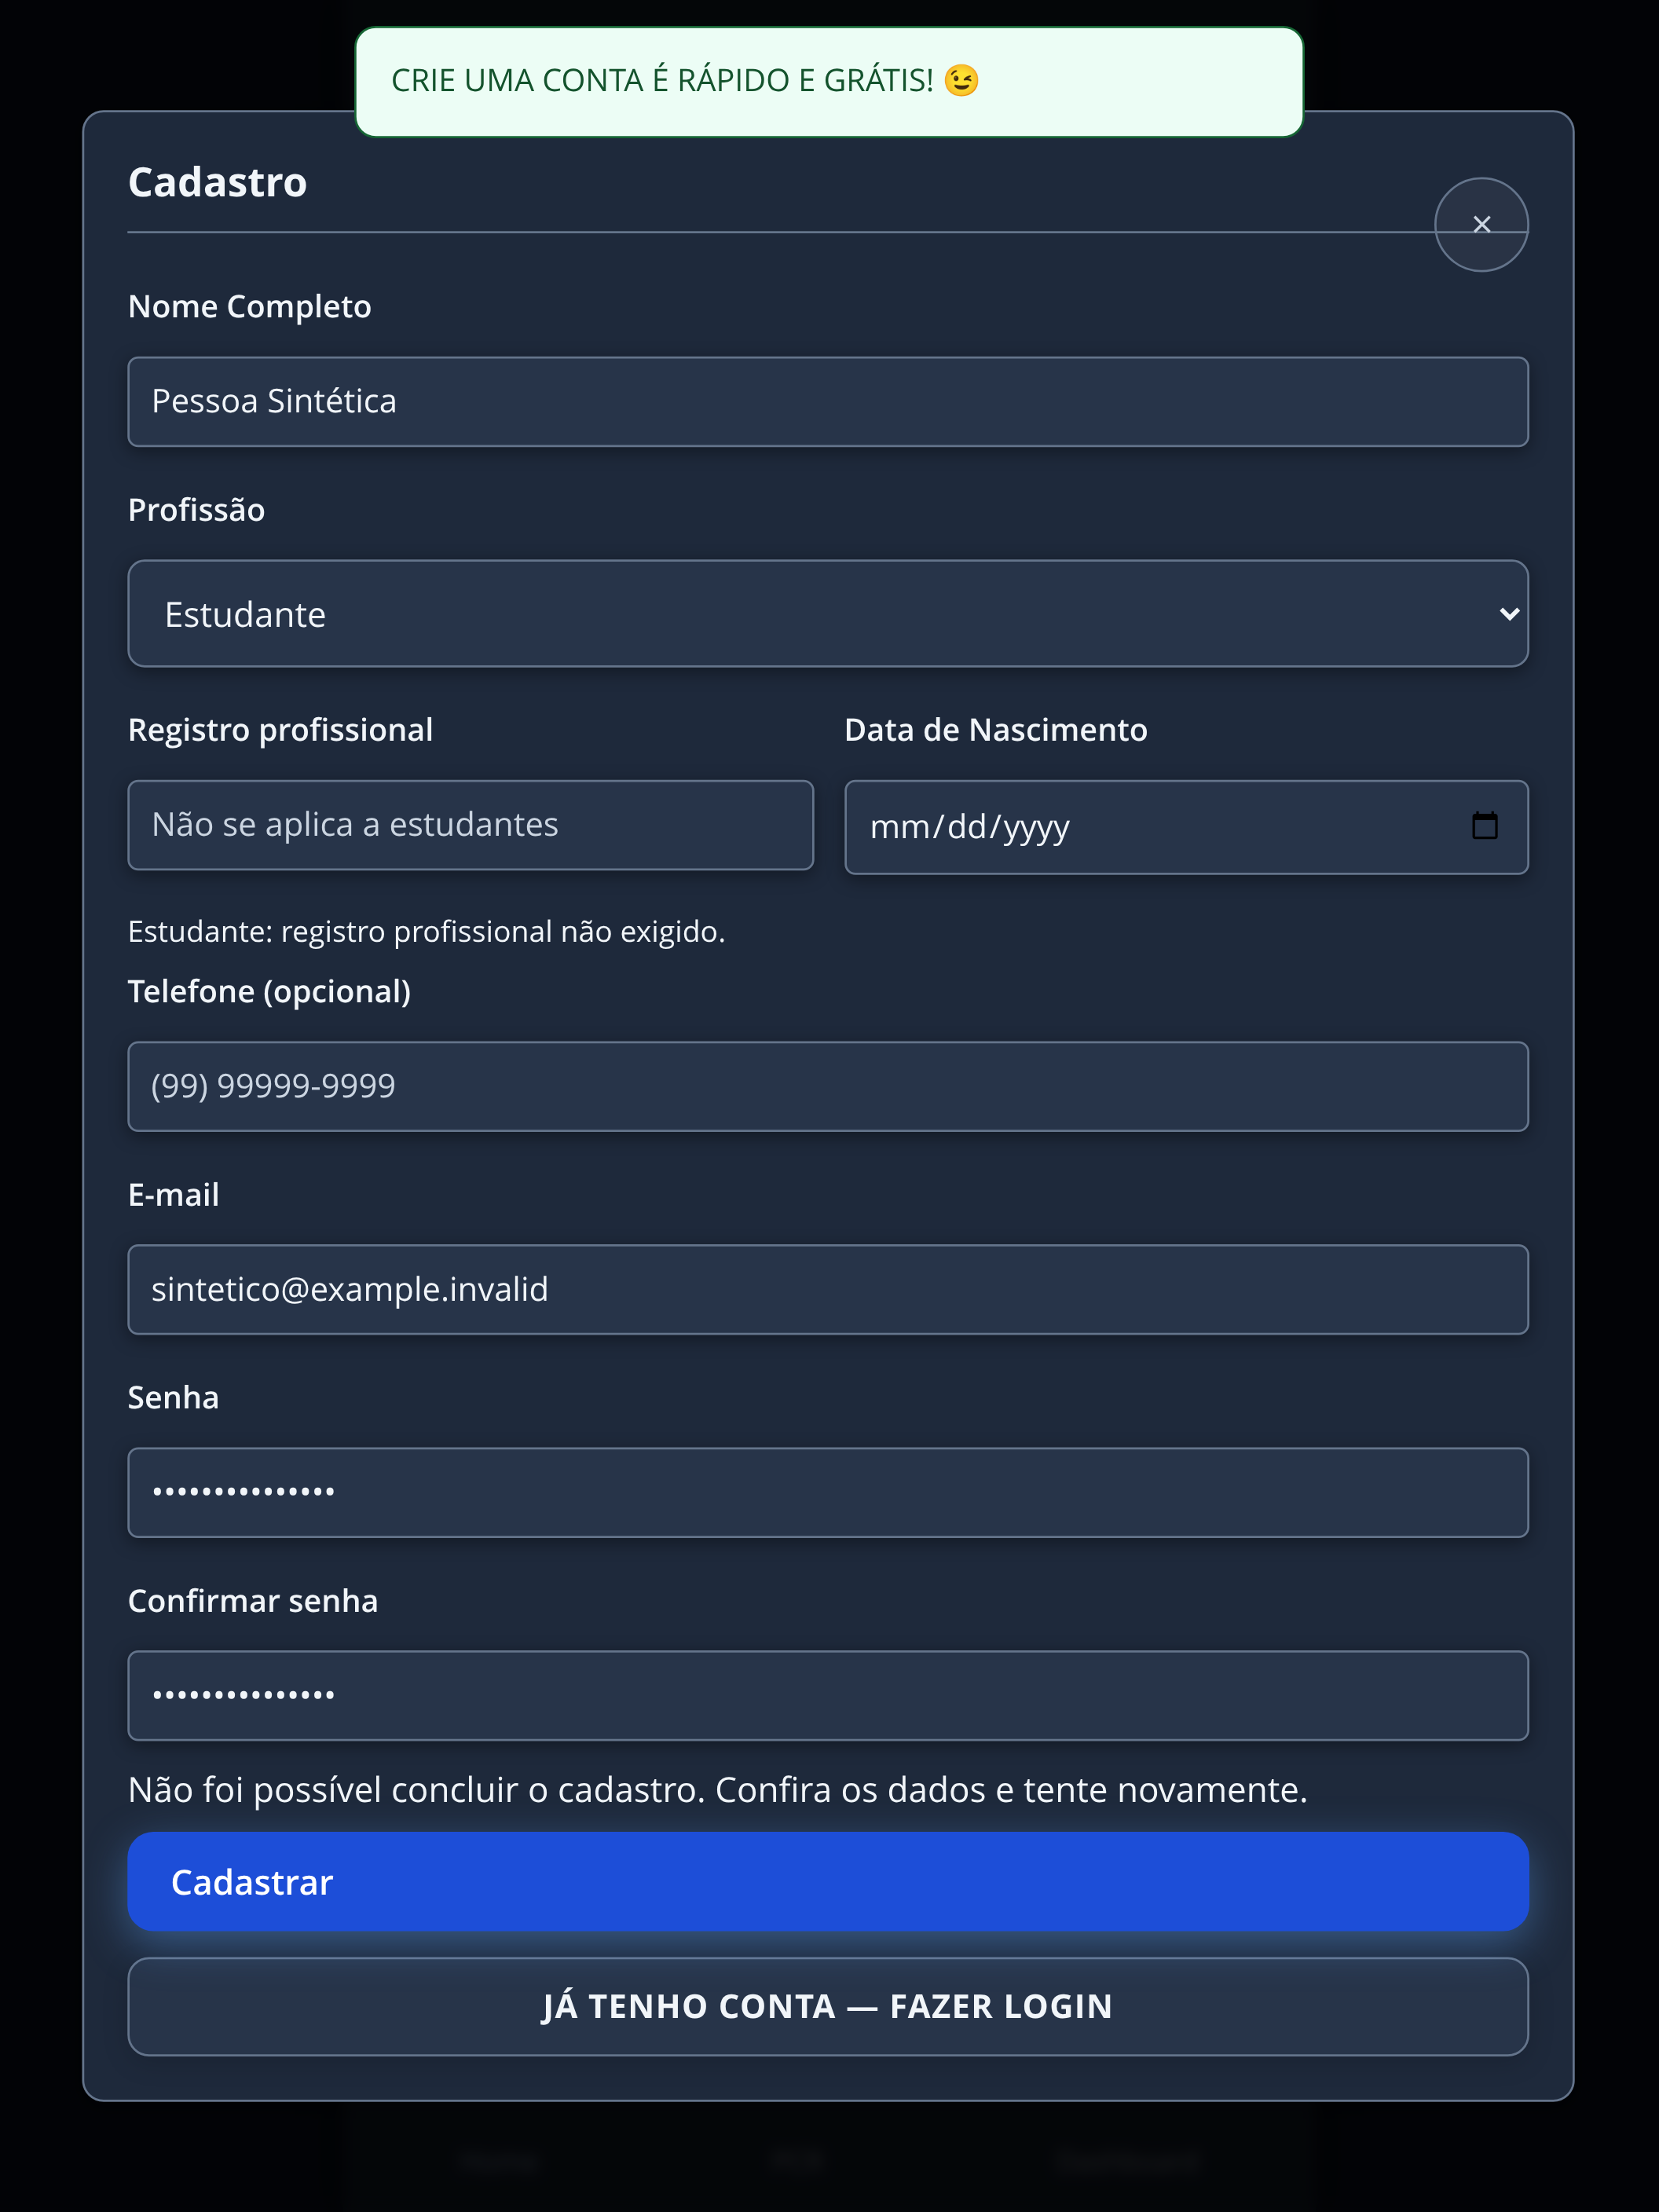 CRIE UMA CONTA É RÁPIDO E GRÁTIS! 😉
Cadastro
×
Nome Completo
Pessoa Sintética
Profissão
Estudante
Registro profissional
Data de Nascimento
Não se aplica a estudantes
mm/dd/yyyy
Estudante: registro profissional não exigido.
Telefone (opcional)
(99) 99999-9999
E-mail
sintetico@example.invalid
Senha
•••••••••••••••
Confirmar senha
•••••••••••••••
Não foi possível concluir o cadastro. Confira os dados e tente novamente.
Cadastrar
JÁ TENHO CONTA — FAZER LOGIN